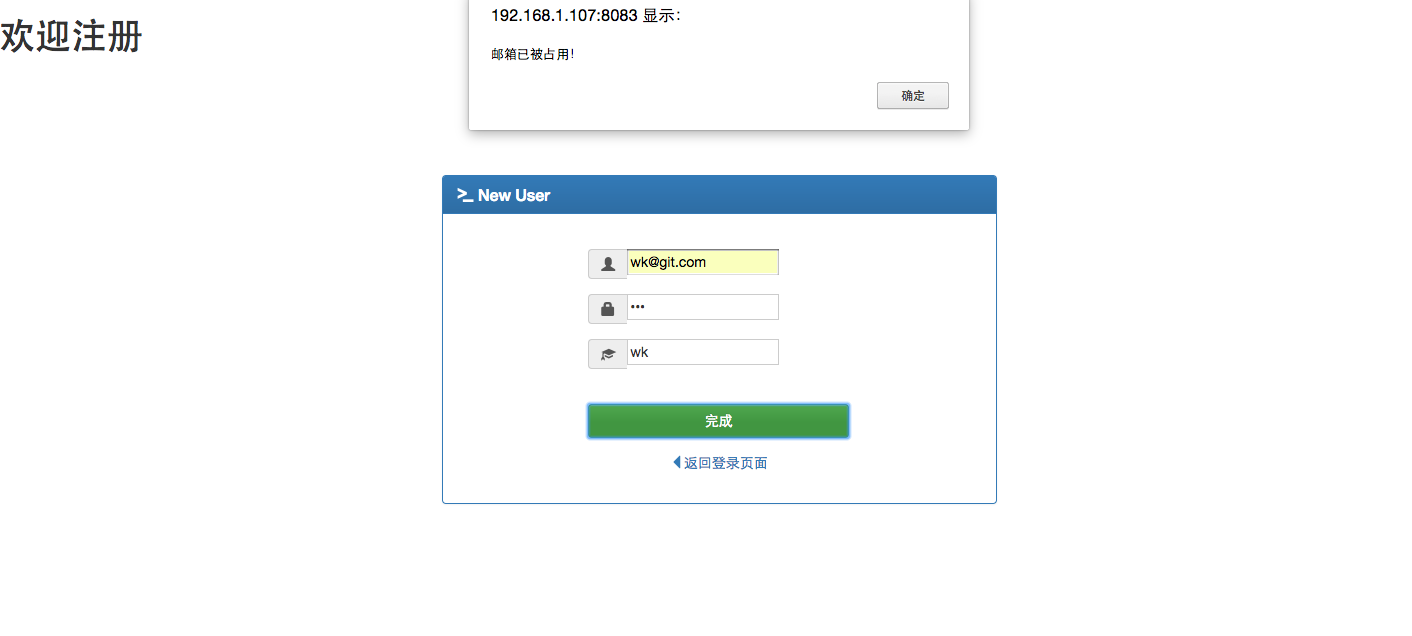 欢迎注册
192.168.1.107:8083 显示：
邮箱已被占用！
确定
>_ New User
wk@git.com
•••
wk
完成
返回登录页面